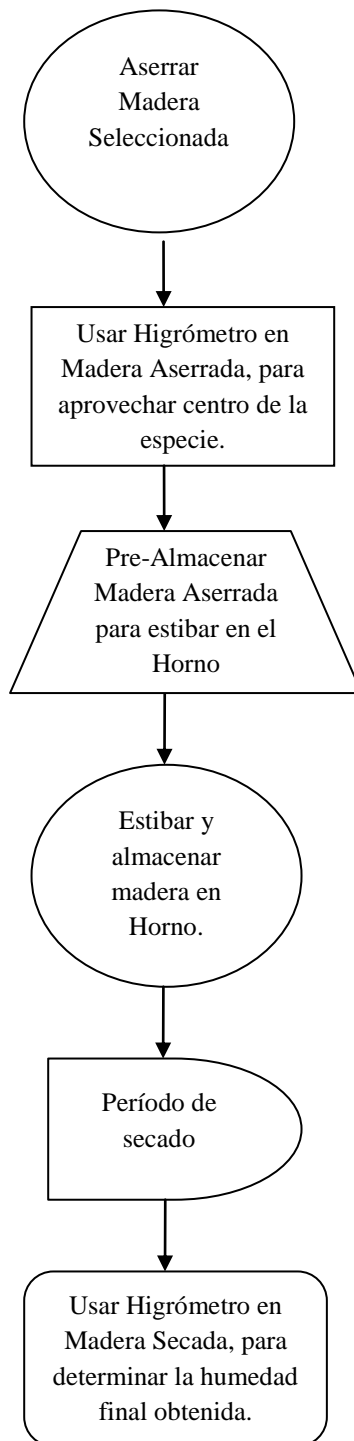 Aserrar
Madera
Seleccionada
Usar Higrómetro en
Madera Aserrada, para
aprovechar centro de la
especie.
Pre-Almacenar
Madera Aserrada
para estibar en el
Horno
Estibar y
almacenar
madera en
Horno.
Período de
secado
Usar Higrómetro en
Madera Secada, para
determinar la humedad
final obtenida.